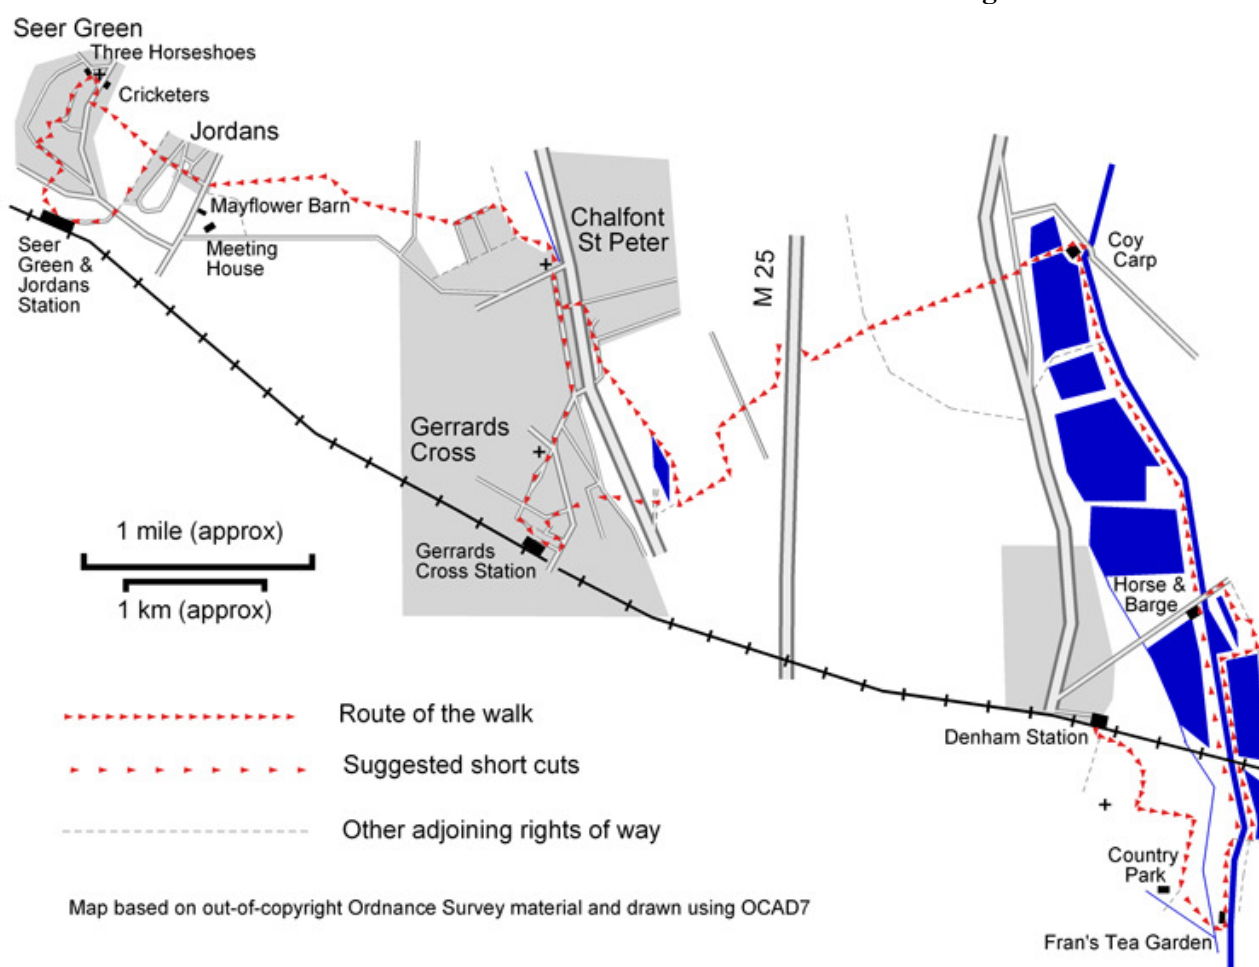 Seer Green
Three Horseshoes
Cricketers
Jordans
Mayflower Barn
Meeting
House
Seer
Green &
Jordans
Station
Chalfont
St Peter
M 25
Coy
Carp
Gerrards
Cross
1 mile (approx)
1 km (approx)
Gerrards
Cross Station
Horse &
Barge
Route of the walk
Suggested short cuts
Other adjoining rights of way
Denham Station
Country
Park
Fran's Tea Garden
Map based on out-of-copyright Ordnance Survey material and drawn using OCAD7